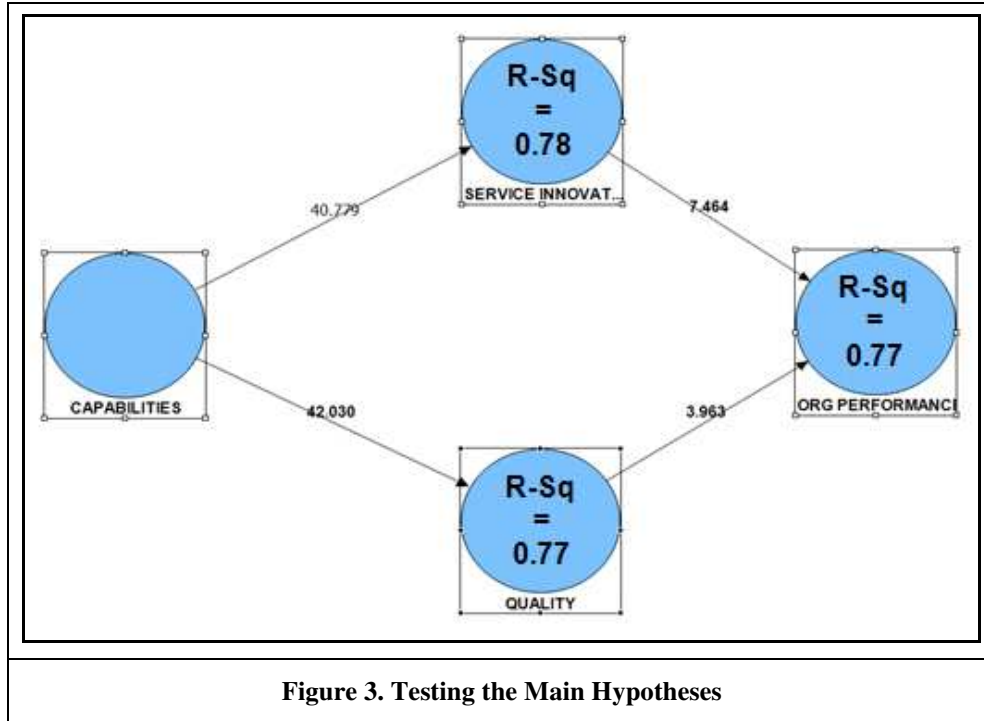 R-Sq
=
0.78
SERVICE INNOVAT...
40.779
7.464
R-Sq
=
0.77
CAPABILITIES
ORG PERFORMANCE
42.030
3.963
R-Sq
=
0.77
QUALITY
Figure 3. Testing the Main Hypotheses